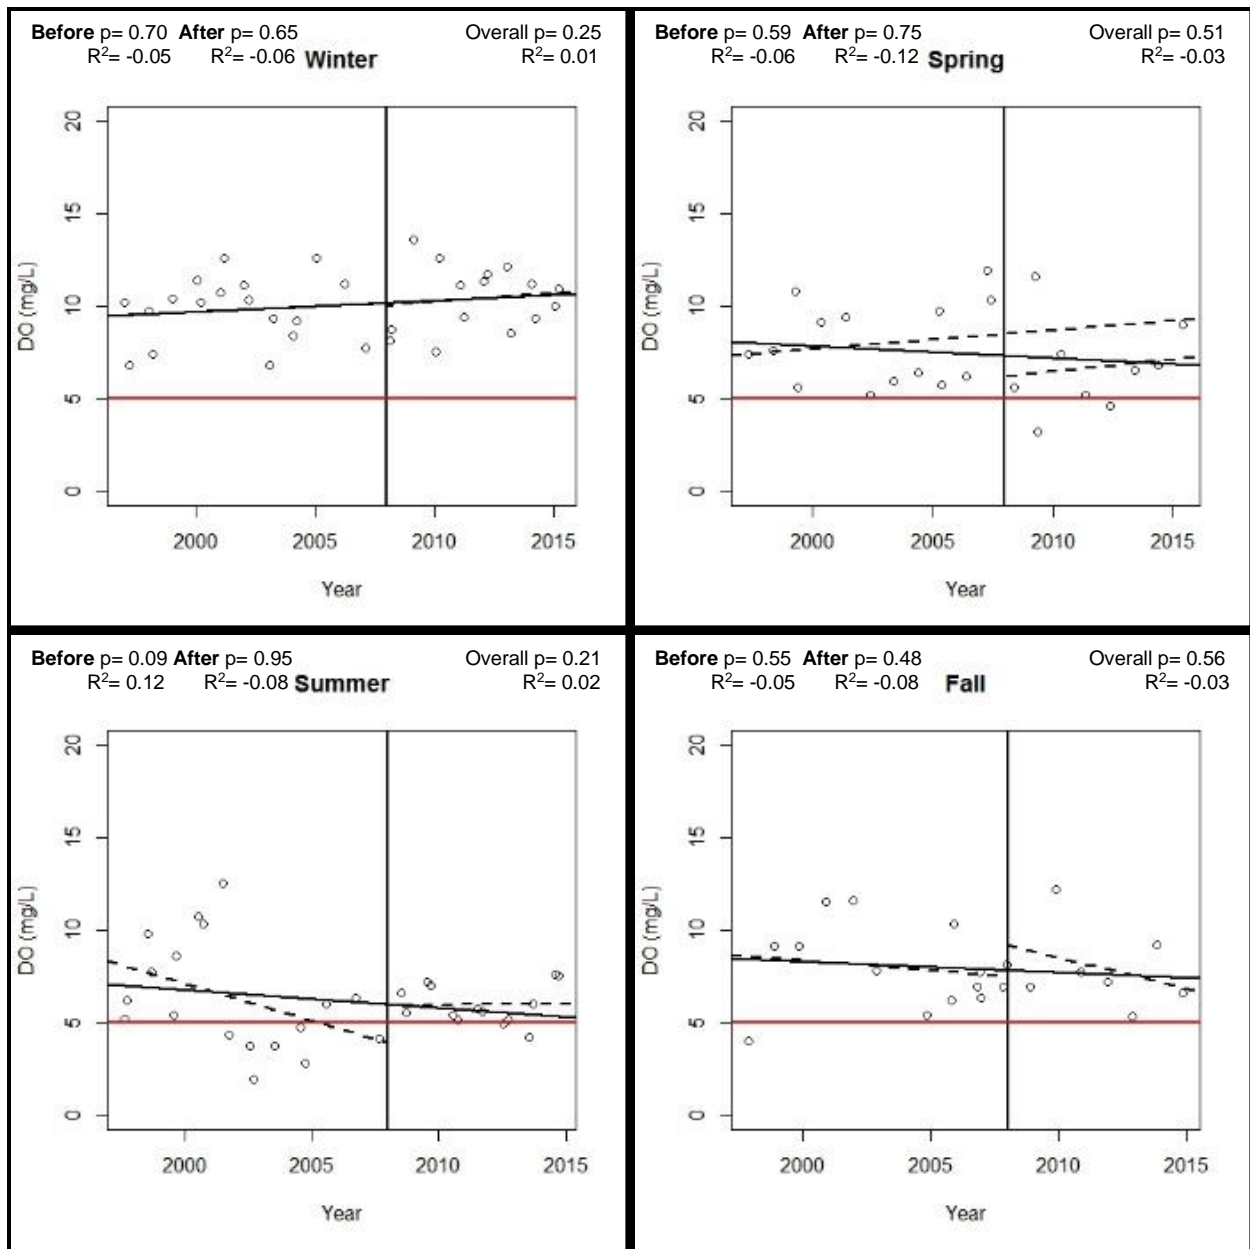 Before p= 0.70 After p= 0.65 Overall p= 0.25
R²= -0.05 R²= -0.06 Winter R²= 0.01
20
15
10
5
0
DO (mg/L)
2000 2005 2010 2015
Year
Before p= 0.59 After p= 0.75 Overall p= 0.51
R²= -0.06 R²= -0.12 Spring R²= -0.03
20
15
10
5
0
DO (mg/L)
2000 2005 2010 2015
Year
Before p= 0.09 After p= 0.95 Overall p= 0.21
R²= 0.12 R²= -0.08 Summer R²= 0.02
20
15
10
5
0
DO (mg/L)
2000 2005 2010 2015
Year
Before p= 0.55 After p= 0.48 Overall p= 0.56
R²= -0.05 R²= -0.08 Fall R²= -0.03
20
15
10
5
0
DO (mg/L)
2000 2005 2010 2015
Year